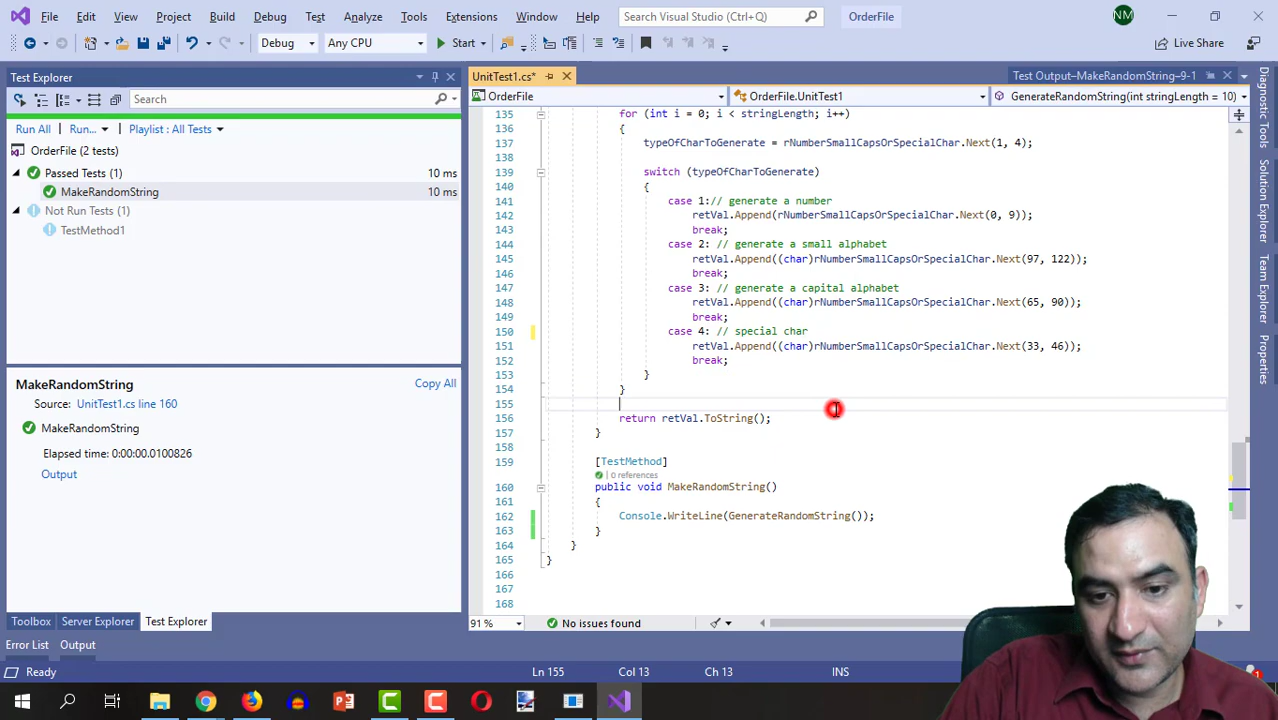 File Edit View Project Build Debug Test Analyze Tools Extensions Window Help Search Visual Studio (Ctrl+Q) OrderFile NM
Debug Any CPU Start Live Share
Test Explorer
UnitTest1.cs* Test Output–MakeRandomString–9-1
Search
OrderFile OrderFile.UnitTest1 GenerateRandomString(int stringLength = 10)
Run All Run... Playlist : All Tests
OrderFile (2 tests)
Passed Tests (1) 10 ms
MakeRandomString 10 ms
Not Run Tests (1)
TestMethod1
MakeRandomString Copy All
Source: UnitTest1.cs line 160
MakeRandomString
Elapsed time: 0:00:00.0100826
Output
135 for (int i = 0; i < stringLength; i++)
136 {
137 typeOfCharToGenerate = rNumberSmallCapsOrSpecialChar.Next(1, 4);
138
139 switch (typeOfCharToGenerate)
140 {
141 case 1:// generate a number
142 retVal.Append(rNumberSmallCapsOrSpecialChar.Next(0, 9));
143 break;
144 case 2: // generate a small alphabet
145 retVal.Append((char)rNumberSmallCapsOrSpecialChar.Next(97, 122));
146 break;
147 case 3: // generate a capital alphabet
148 retVal.Append((char)rNumberSmallCapsOrSpecialChar.Next(65, 90));
149 break;
150 case 4: // special char
151 retVal.Append((char)rNumberSmallCapsOrSpecialChar.Next(33, 46));
152 break;
153 }
154 }
155
156 return retVal.ToString();
157 }
158
159 [TestMethod]
0 references
160 public void MakeRandomString()
161 {
162 Console.WriteLine(GenerateRandomString());
163 }
164 }
165 }
166
167
168
Diagnostic Tools
Solution Explorer
Team Explorer
Properties
91 % No issues found
Toolbox Server Explorer Test Explorer
Error List Output
Ready Ln 155 Col 13 Ch 13 INS
1